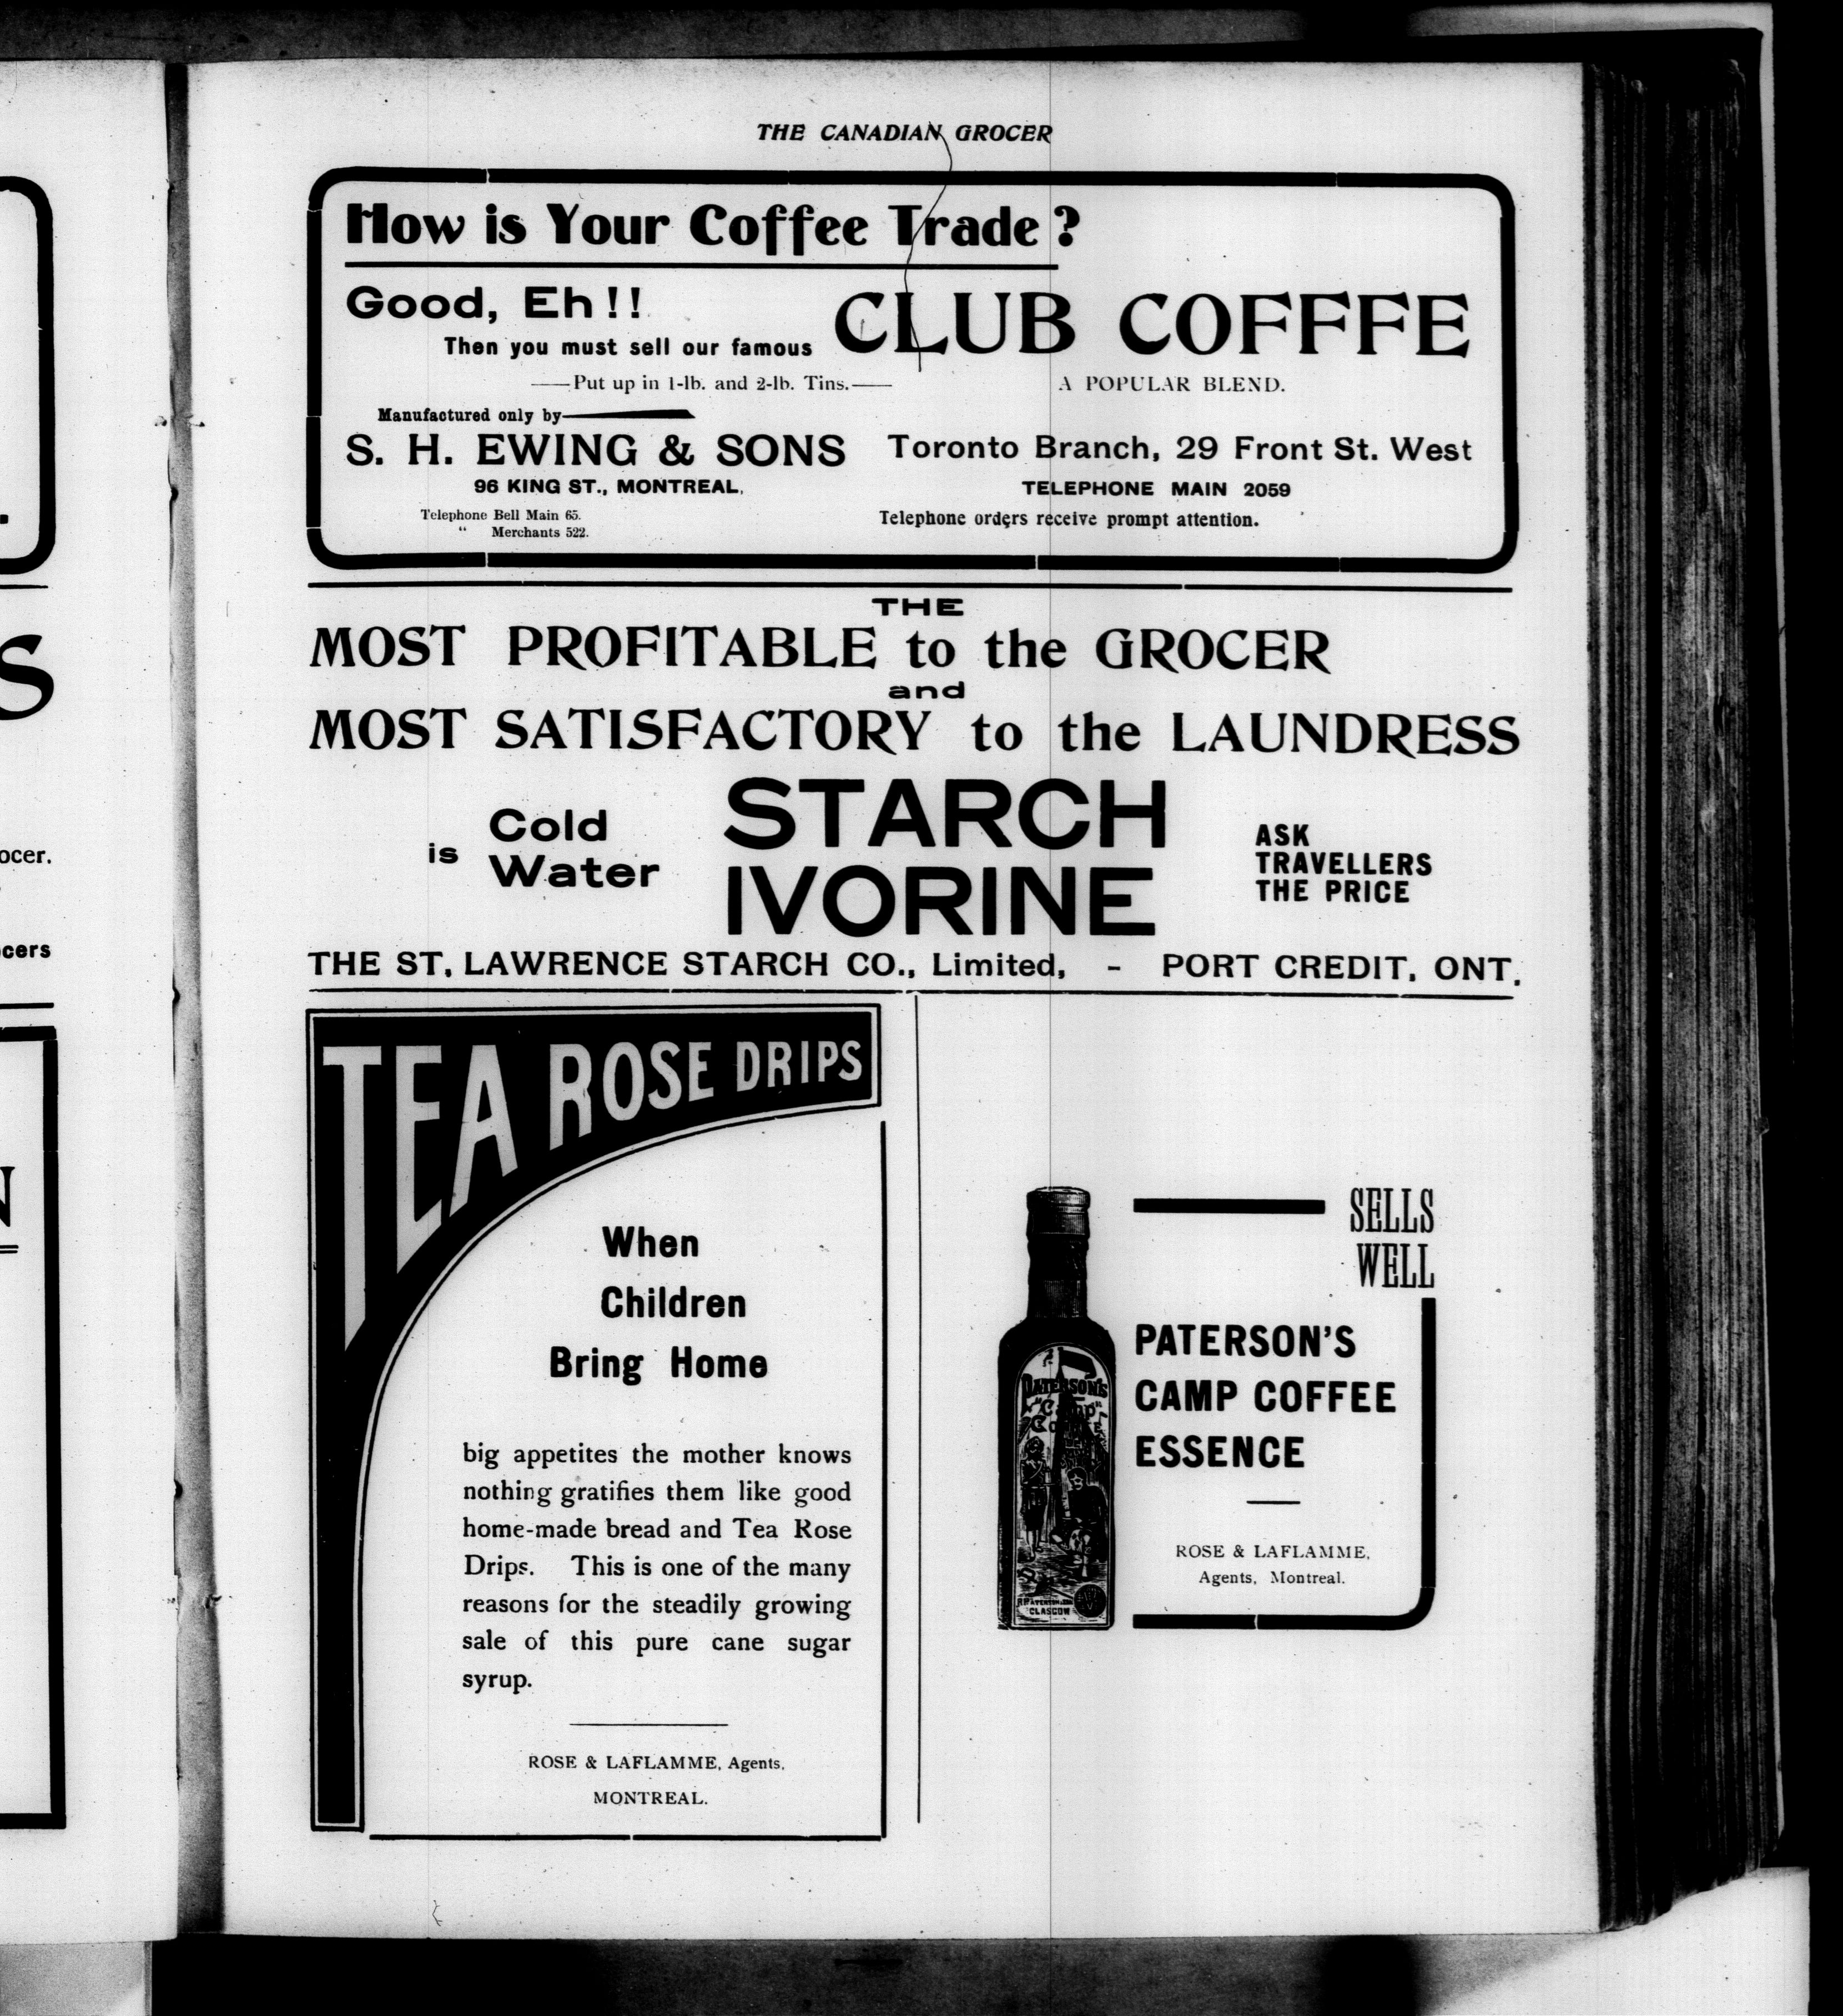 THE CANADIAN GROCER
How is Your Coffee Trade?
Good, Eh!!
Then you must sell our famous
CLUB COFFFE
Put up in 1-lb. and 2-lb. Tins.
A POPULAR BLEND.
Manufactured only by
S. H. EWING & SONS
96 KING ST., MONTREAL,
Telephone Bell Main 65.
" Merchants 522.
Toronto Branch, 29 Front St. West
TELEPHONE MAIN 2059
Telephone orders receive prompt attention.
THE
MOST PROFITABLE to the GROCER
and
MOST SATISFACTORY to the LAUNDRESS
is
Cold
Water
STARCH
IVORINE
ASK
TRAVELLERS
THE PRICE
THE ST. LAWRENCE STARCH CO., Limited, - PORT CREDIT, ONT.
TEA ROSE DRIPS
When
Children
Bring Home
big appetites the mother knows
nothing gratifies them like good
home-made bread and Tea Rose
Drips. This is one of the many
reasons for the steadily growing
sale of this pure cane sugar
syrup.
ROSE & LAFLAMME, Agents,
MONTREAL.
SELLS
WELL
PATERSON'S
CAMP COFFEE
ESSENCE
ROSE & LAFLAMME,
Agents, Montreal.
PATERSON'S
"Camp"
GLASGOW
ocer.
cers